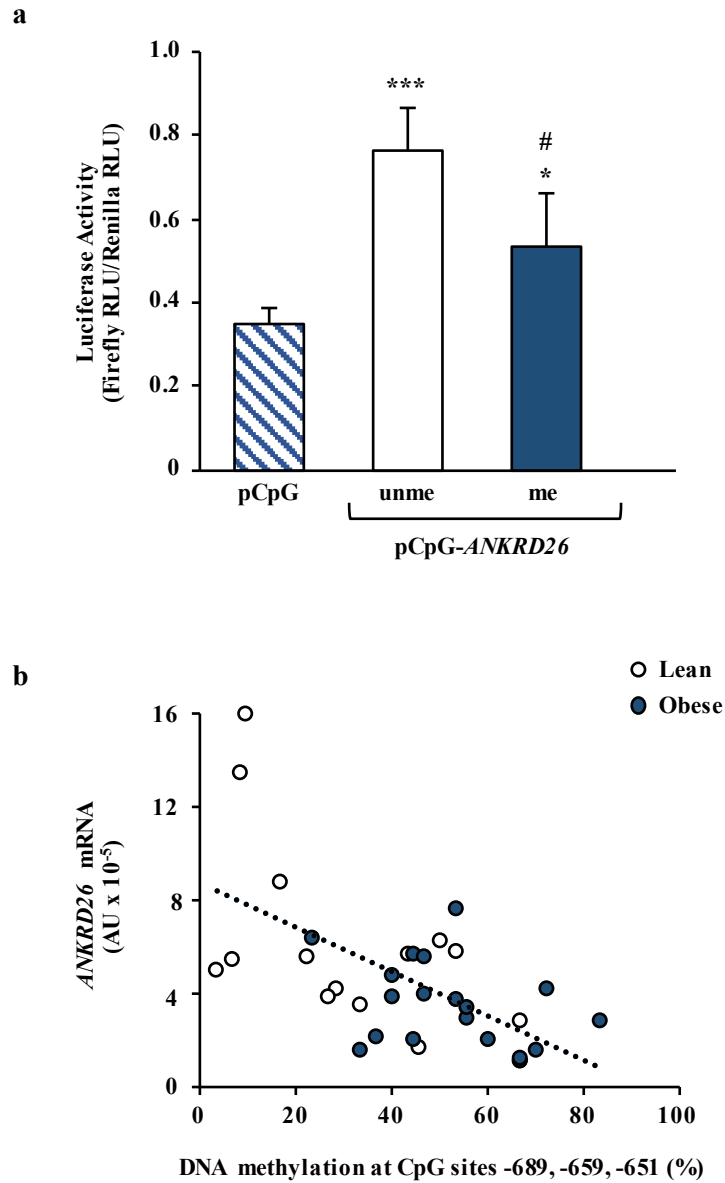 a
1.0
0.8
0.6
0.4
0.2
0
Luciferase Activity
(Firefly RLU/Renilla RLU)
***
#
*
pCpG
unme
me
pCpG-ANKRD26
b
Lean
Obese
16
12
8
4
0
ANKRD26 mRNA
(AU x 10⁻⁵)
0 20 40 60 80 100
DNA methylation at CpG sites -689, -659, -651 (%)